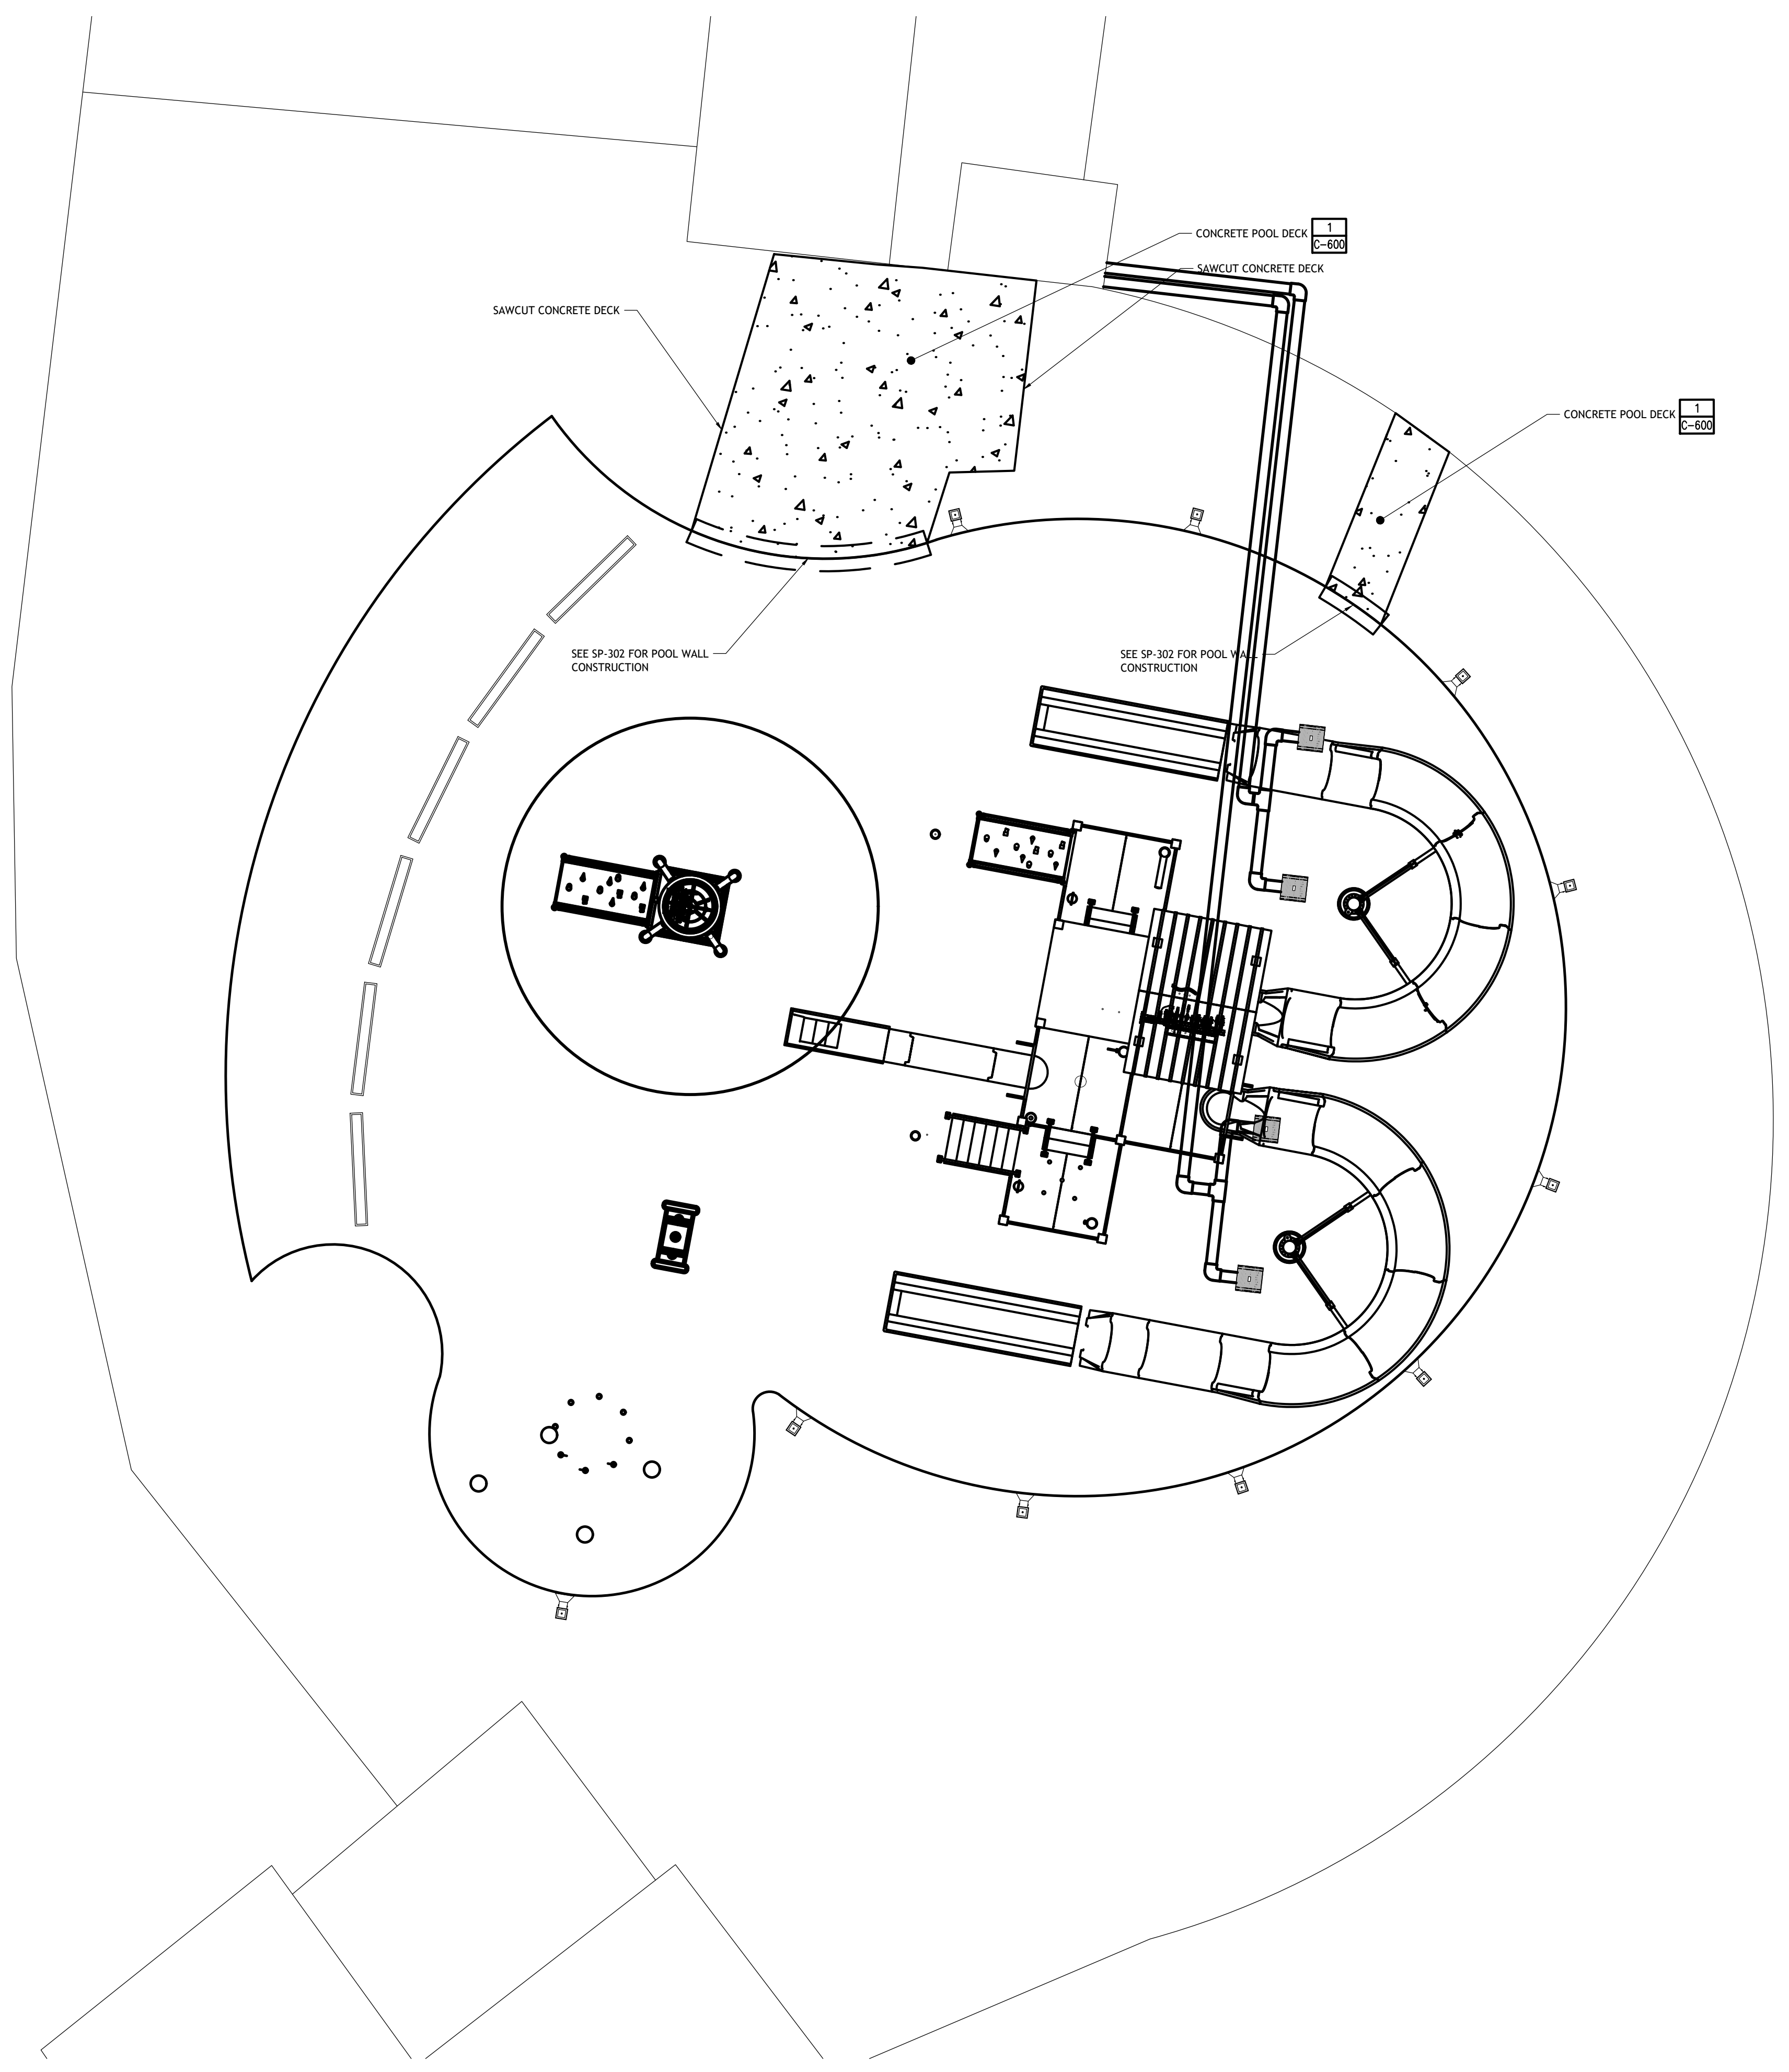 CONCRETE POOL DECK
1
C-600
SAWCUT CONCRETE DECK
SAWCUT CONCRETE DECK
CONCRETE POOL DECK
1
C-600
SEE SP-302 FOR POOL WALL
CONSTRUCTION
SEE SP-302 FOR POOL WALL
CONSTRUCTION